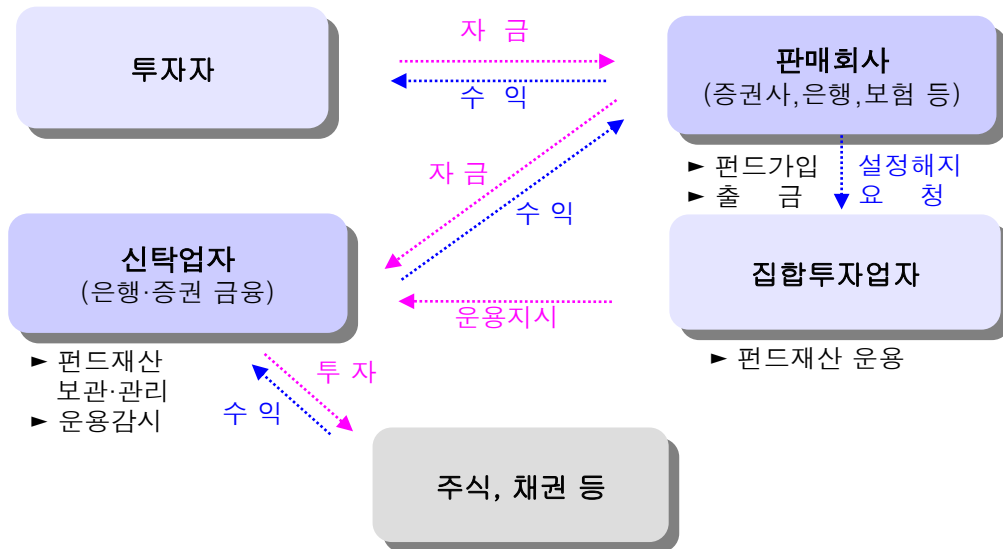 투자자
자 금
수 익
판매회사
(증권사,은행,보험 등)
► 펀드가입
► 출 금
설정해지
요 청
자 금
수 익
신탁업자
(은행·증권 금융)
집합투자업자
운용지시
► 펀드재산
보관·관리
► 운용감시
► 펀드재산 운용
투 자
수 익
주식, 채권 등